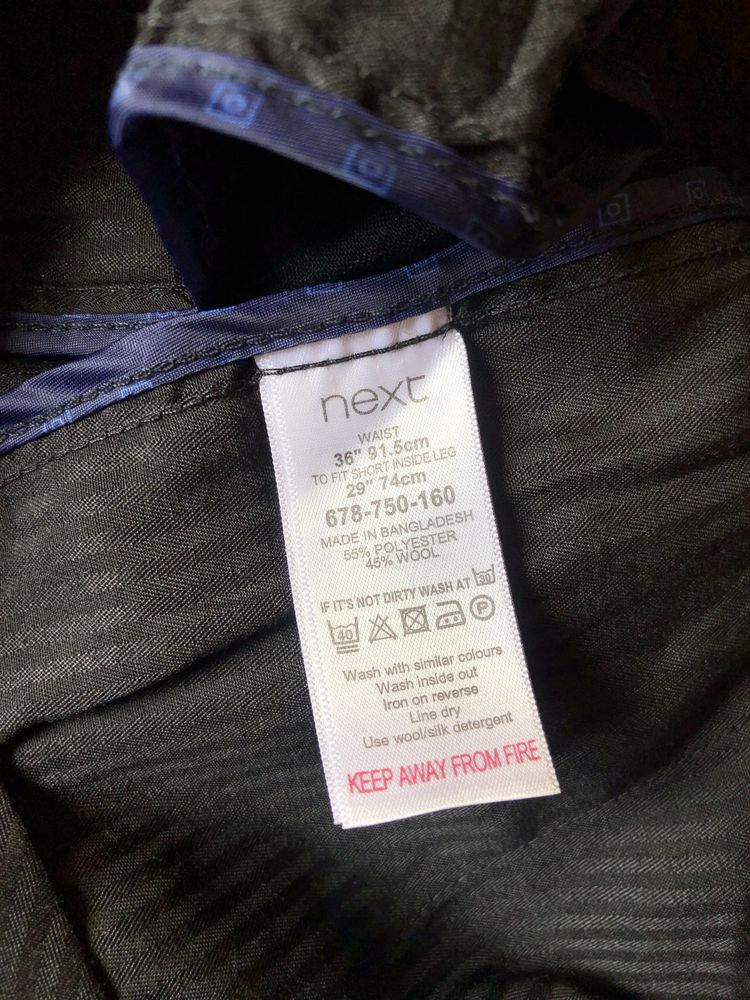 next
WAIST
36" 91.5cm
TO FIT SHORT INSIDE LEG
29" 74cm
678-750-160
MADE IN BANGLADESH
55% POLYESTER
45% WOOL
IF IT'S NOT DIRTY WASH AT 30
40 P
Wash with similar colours
Wash inside out
Iron on reverse
Line dry
Use wool/silk detergent
KEEP AWAY FROM FIRE